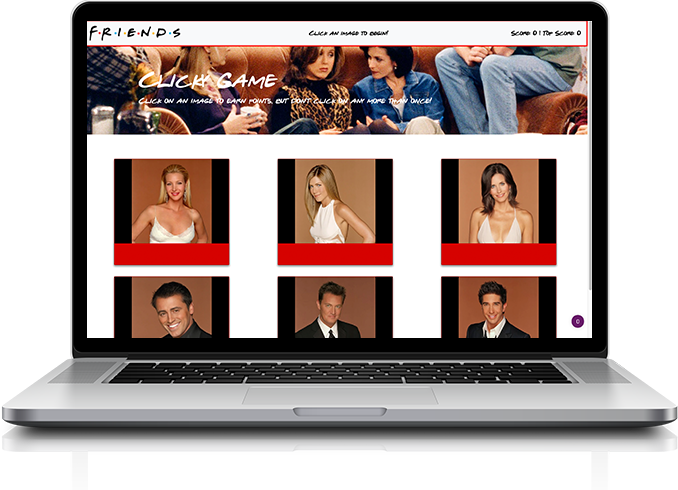 F·R·I·E·N·D·S
Click an image to begin!
Score: 0 | Top Score: 0
Click Game
Click on an image to earn points, but don't click on any more than once!